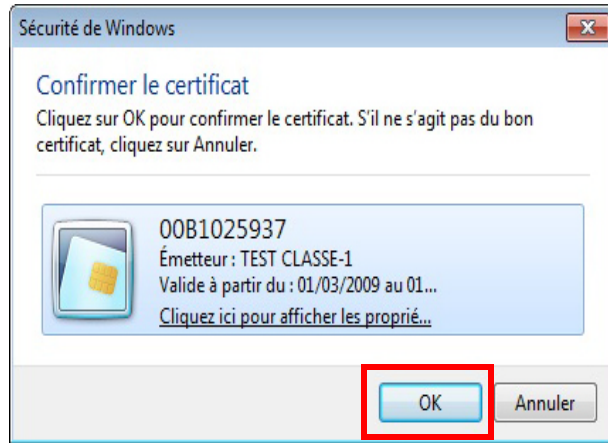 Sécurité de Windows
Confirmer le certificat
Cliquez sur OK pour confirmer le certificat. S'il ne s'agit pas du bon
certificat, cliquez sur Annuler.
00B1025937
Émetteur : TEST CLASSE-1
Valide à partir du : 01/03/2009 au 01...
Cliquez ici pour afficher les proprié...
OK Annuler